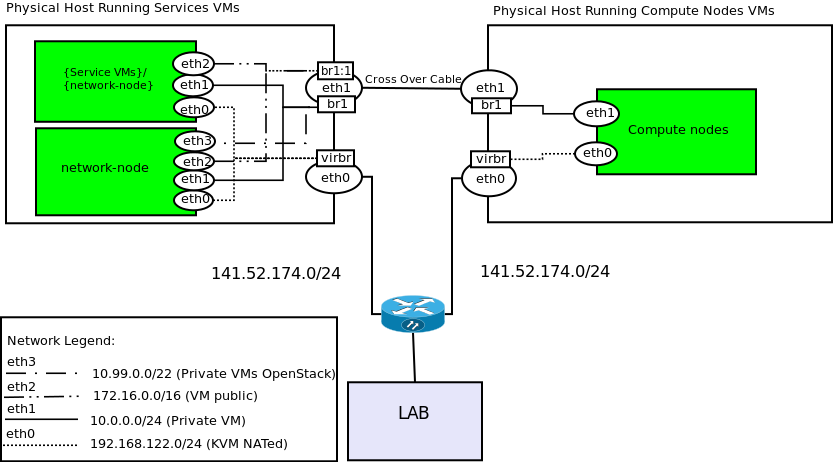 Physical Host Running Services VMs
Physical Host Running Compute Nodes VMs
{Service VMs}/
{network-node}
eth2
eth1
eth0
network-node
eth3
eth2
eth1
eth0
br1:1
eth1
br1
virbr
eth0
Cross Over Cable
eth1
br1
virbr
eth0
eth1
eth0
Compute nodes
141.52.174.0/24
141.52.174.0/24
LAB
Network Legend:
eth3
10.99.0.0/22 (Private VMs OpenStack)
eth2
172.16.0.0/16 (VM public)
eth1
10.0.0.0/24 (Private VM)
eth0
192.168.122.0/24 (KVM NATed)